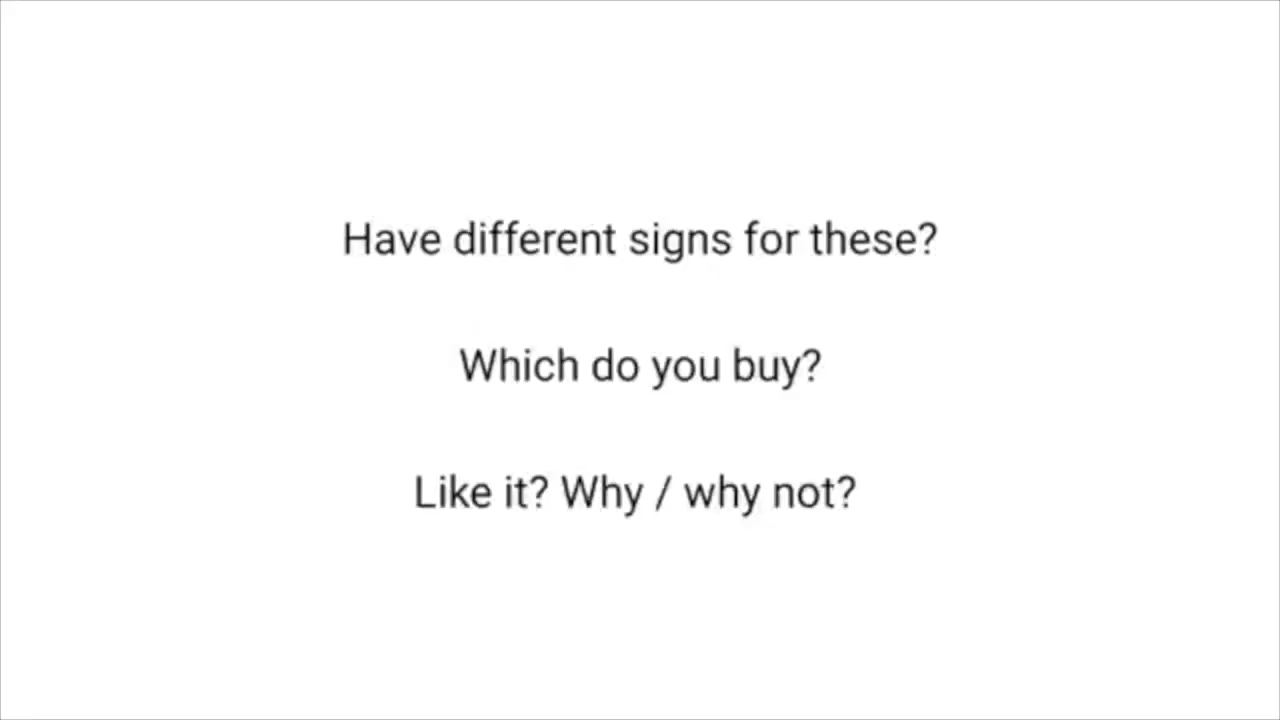 Have different signs for these?
Which do you buy?
Like it? Why / why not?